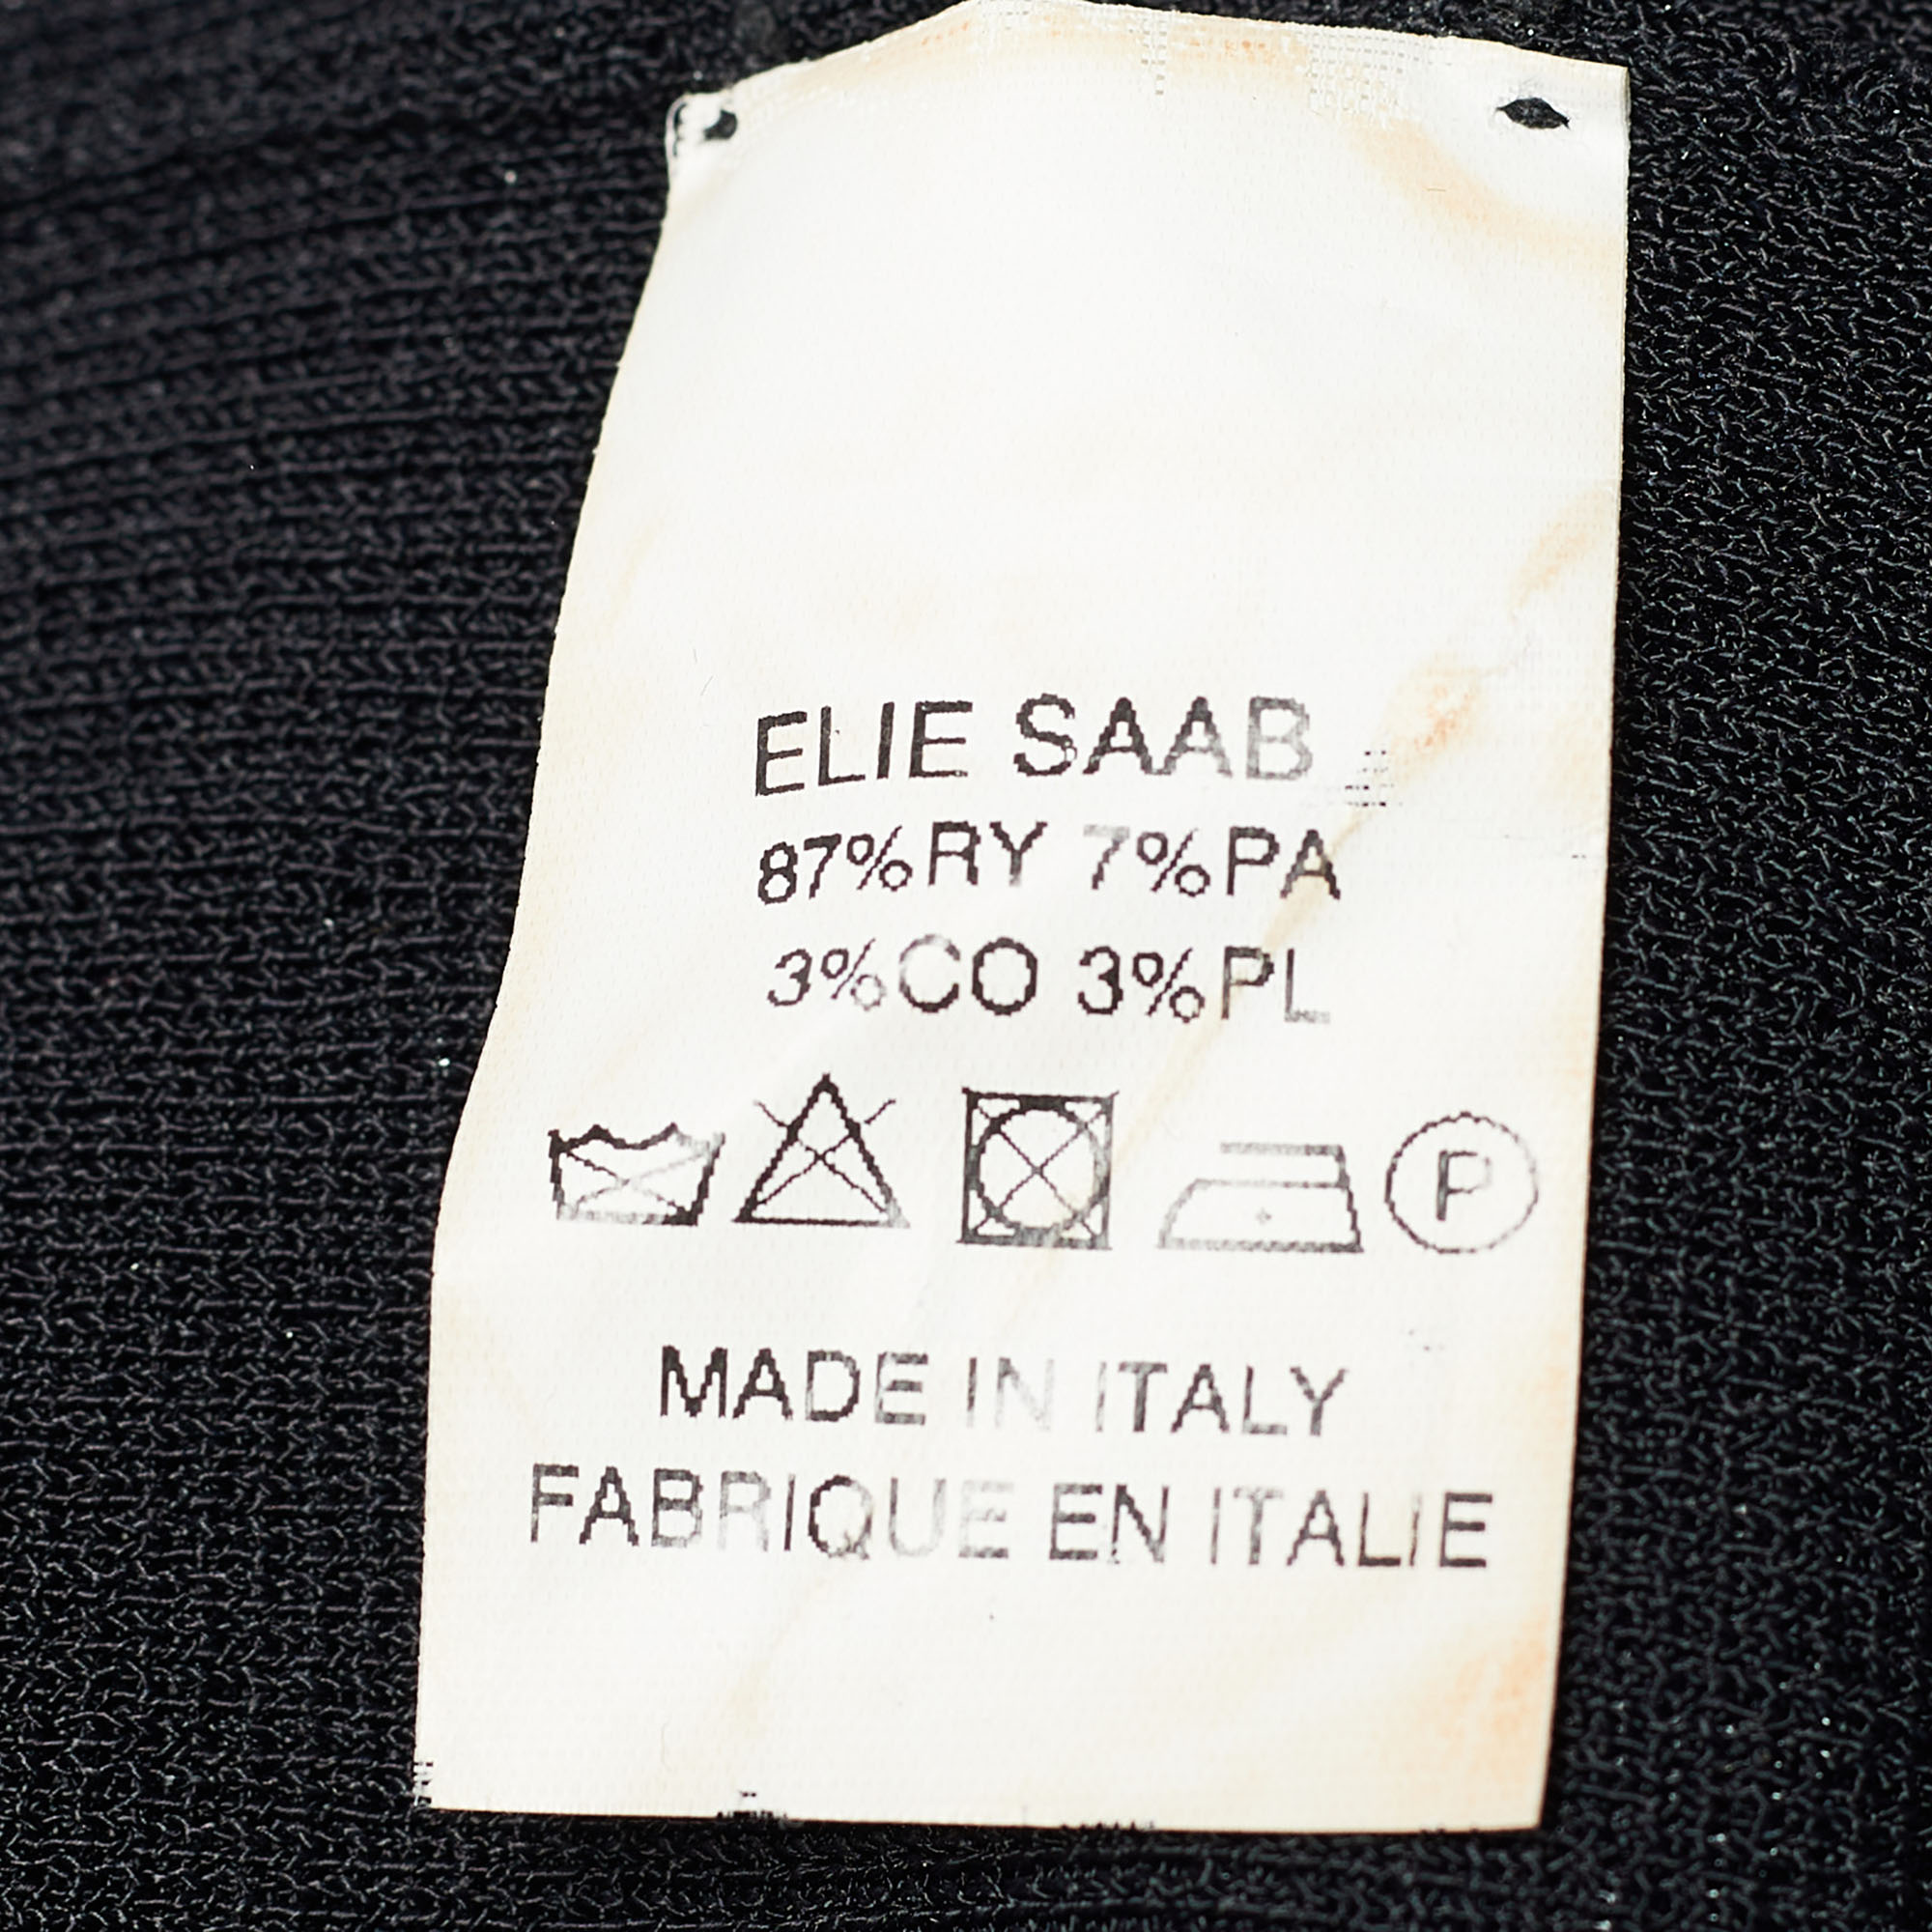 ELIE SAAB
87%RY 7%PA
3%CO 3%PL
P
MADE IN ITALY
FABRIQUE EN ITALIE